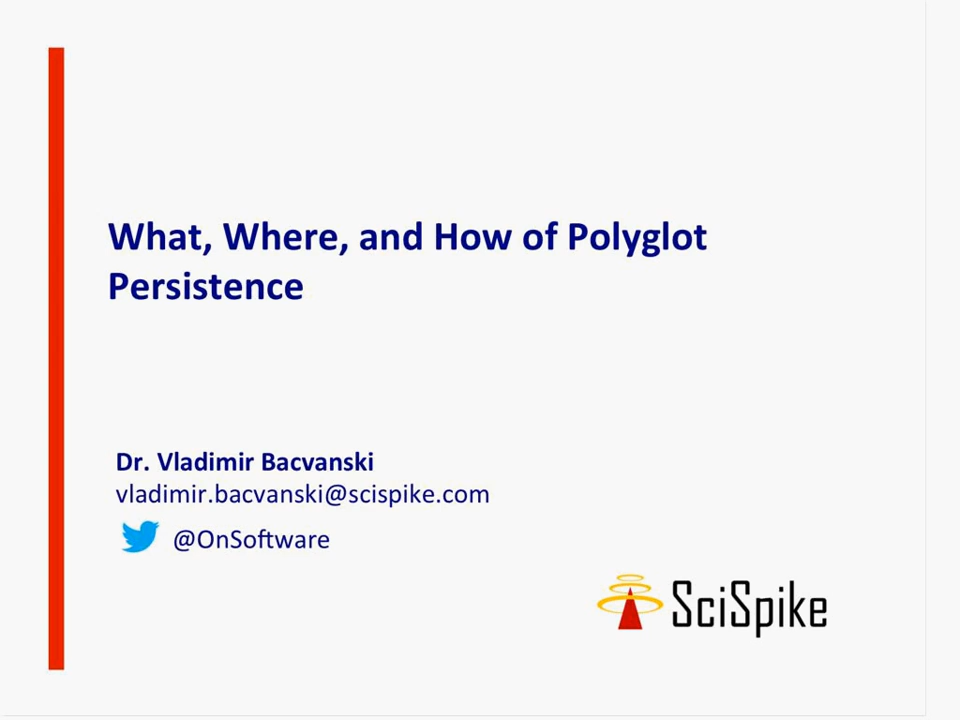 What, Where, and How of Polyglot
Persistence
Dr. Vladimir Bacvanski
vladimir.bacvanski@scispike.com
@OnSoftware
SciSpike